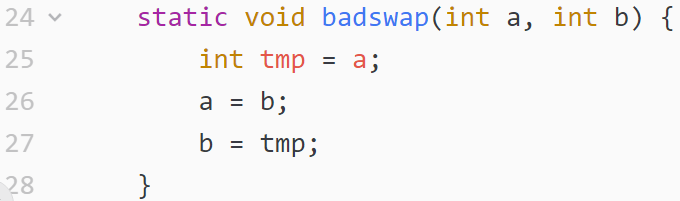 24 static void badswap(int a, int b) {
25 int tmp = a;
26 a = b;
27 b = tmp;
28 }